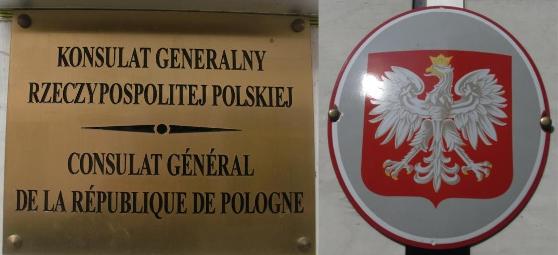 KONSULAT GENERALNY
RZECZYPOSPOLITEJ POLSKIEJ
CONSULAT GÉNÉRAL
DE LA RÉPUBLIQUE DE POLOGNE